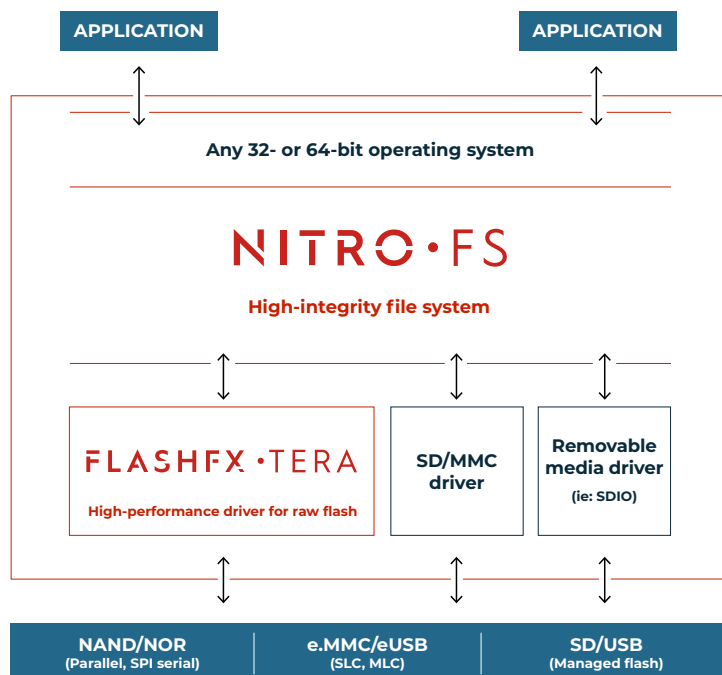 APPLICATION APPLICATION
Any 32- or 64-bit operating system
NITRO•FS
High-integrity file system
FLASHFX•TERA
High-performance driver for raw flash
SD/MMC
driver
Removable
media driver
(ie: SDIO)
NAND/NOR
(Parallel, SPI serial)
e.MMC/eUSB
(SLC, MLC)
SD/USB
(Managed flash)